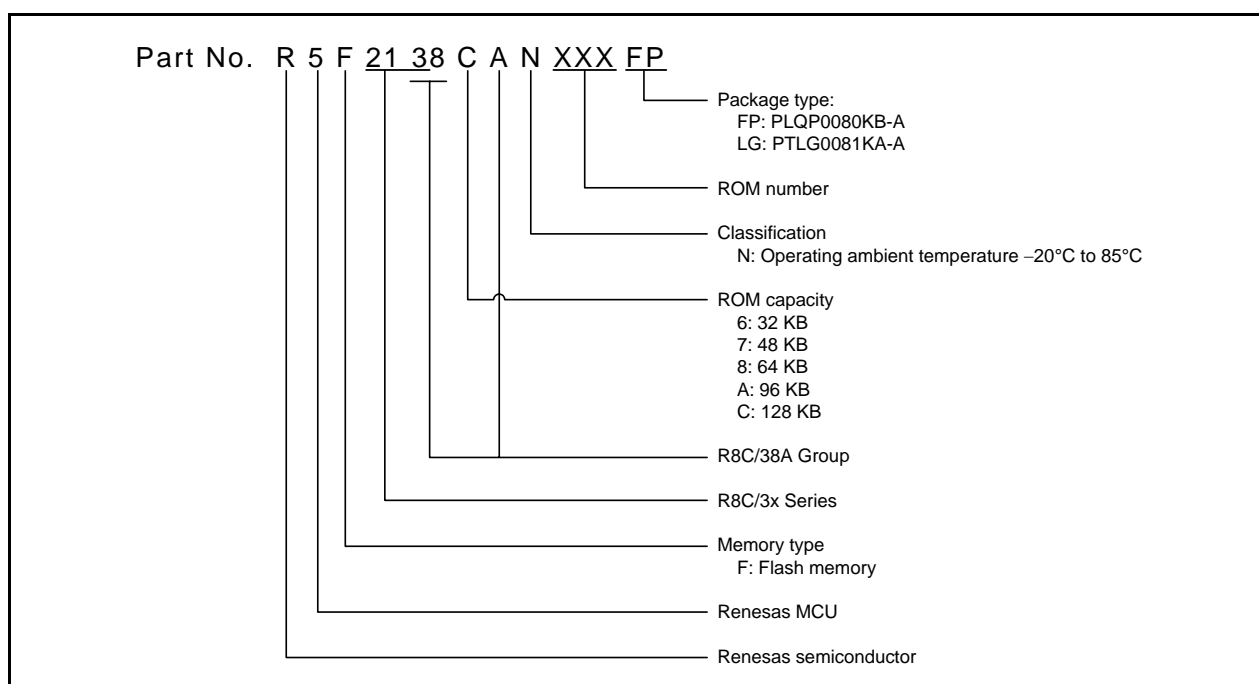 Part No. R 5 F 21 38 C A N XXX FP
Package type:
FP: PLQP0080KB-A
LG: PTLG0081KA-A
ROM number
Classification
N: Operating ambient temperature −20°C to 85°C
ROM capacity
6: 32 KB
7: 48 KB
8: 64 KB
A: 96 KB
C: 128 KB
R8C/38A Group
R8C/3x Series
Memory type
F: Flash memory
Renesas MCU
Renesas semiconductor